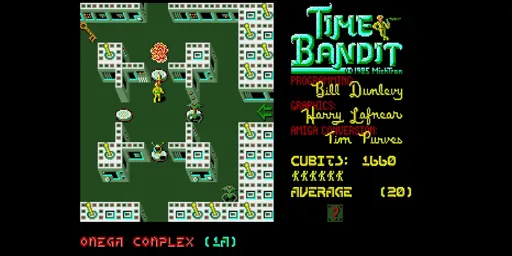 TIME
BANDIT
©1985 MichTron
PROGRAMMING:
Bill Dunlevy
GRAPHICS:
Harry Lafnear
AMIGA CONVERSION:
Tim Purves
CUBITS: 1660
AVERAGE (20)
?
OMEGA COMPLEX (1A)